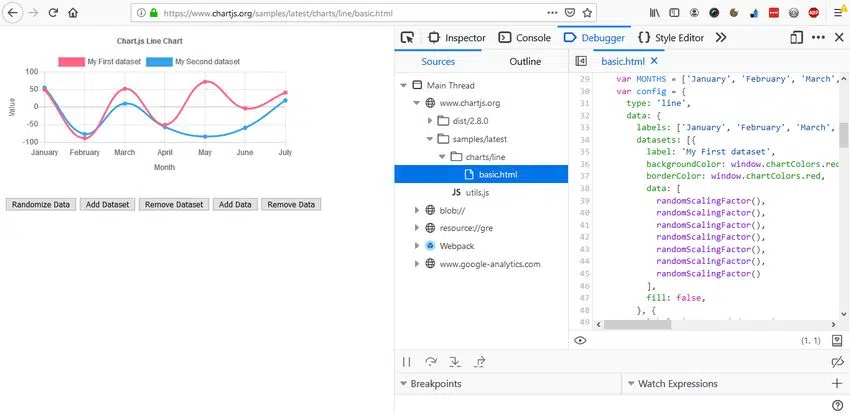 https://www.chartjs.org/samples/latest/charts/line/basic.html
ABP
Chart.js Line Chart
My First dataset
My Second dataset
100
50
0
-50
-100
Value
January
February
March
April
May
June
July
Month
Randomize Data
Add Dataset
Remove Dataset
Add Data
Remove Data
Inspector
Console
Debugger
Style Editor
Sources
Outline
Main Thread
www.chartjs.org
dist/2.8.0
samples/latest
charts/line
basic.html
JS utils.js
blob://
resource://gre
Webpack
www.google-analytics.com
basic.html
29 var MONTHS = ['January', 'February', 'March',
30 var config = {
31 type: 'line',
32 data: {
33 labels: ['January', 'February', 'March',
34 datasets: [{
35 label: 'My First dataset',
36 backgroundColor: window.chartColors.red
37 borderColor: window.chartColors.red,
38 data: [
39 randomScalingFactor(),
40 randomScalingFactor(),
41 randomScalingFactor(),
42 randomScalingFactor(),
43 randomScalingFactor(),
44 randomScalingFactor(),
45 randomScalingFactor()
46 ],
47 fill: false,
48 }, {
49
(1, 1)
Breakpoints
Watch Expressions